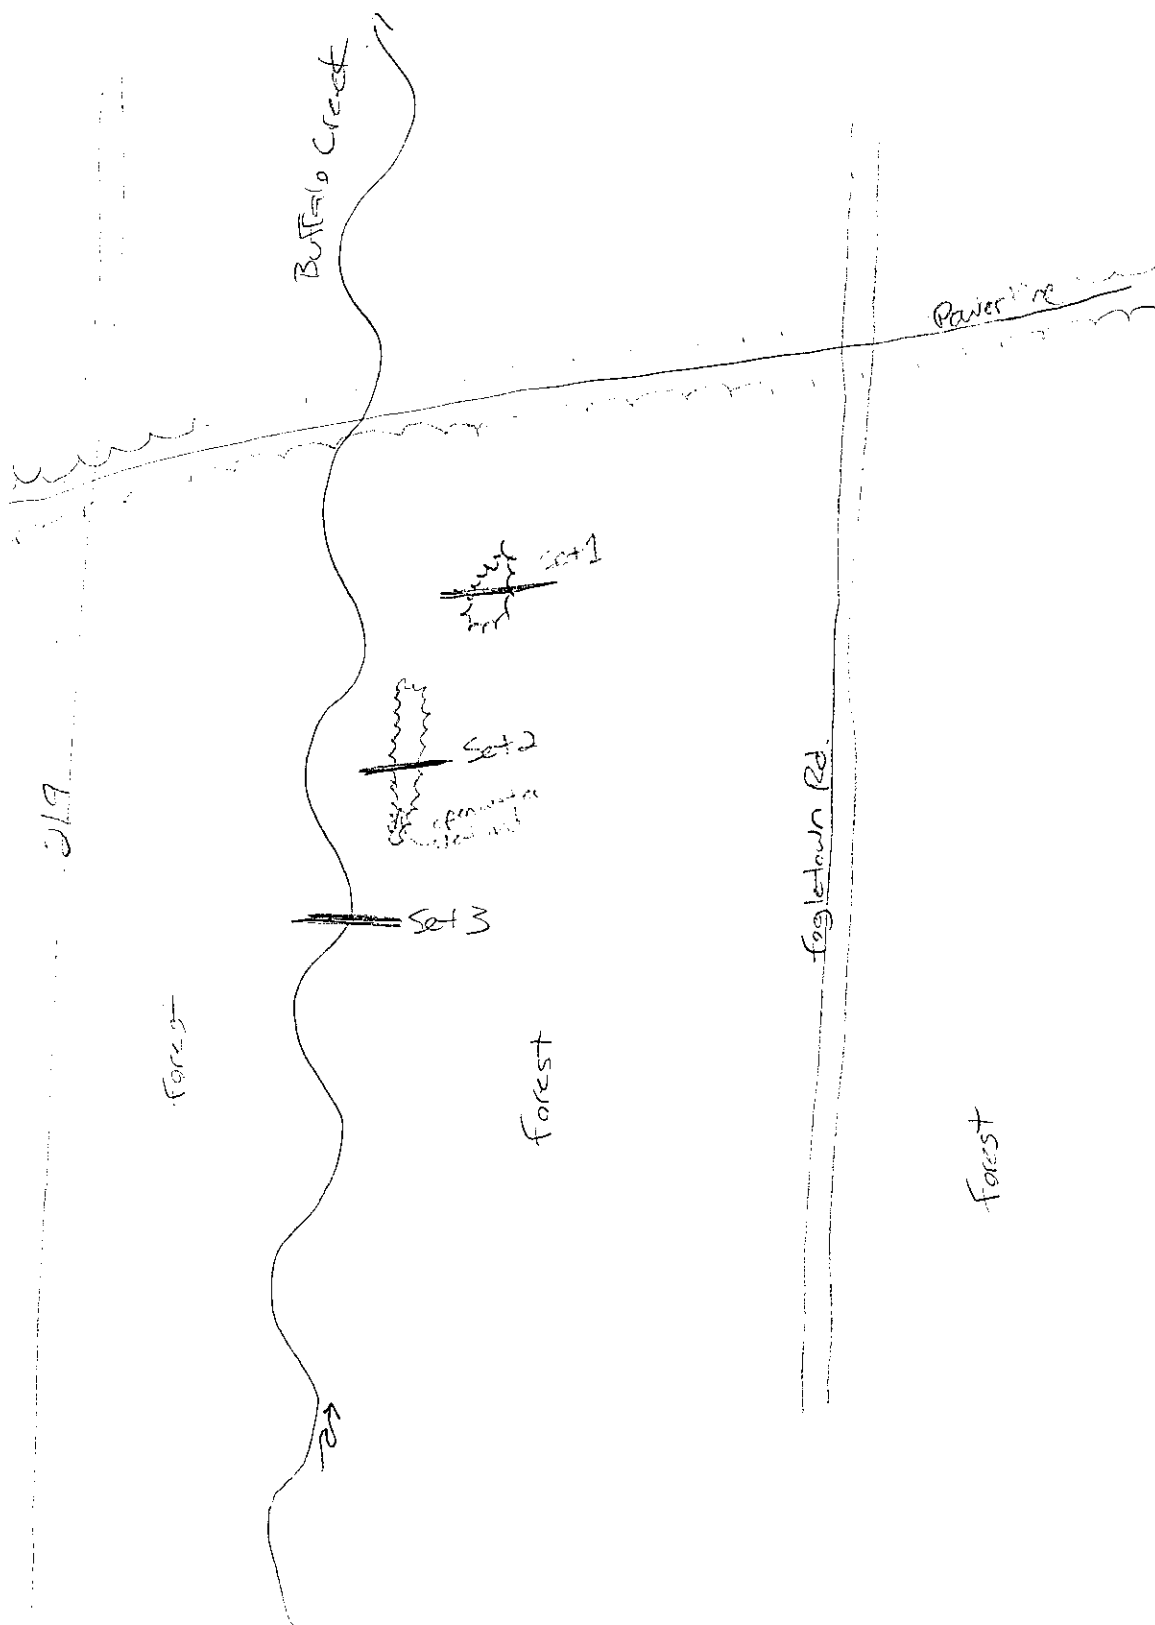 Buffalo Creek
Powerline
Set 1
Set 2
Set 3
219
Fogletown Rd.
Forest
Forest
Forest